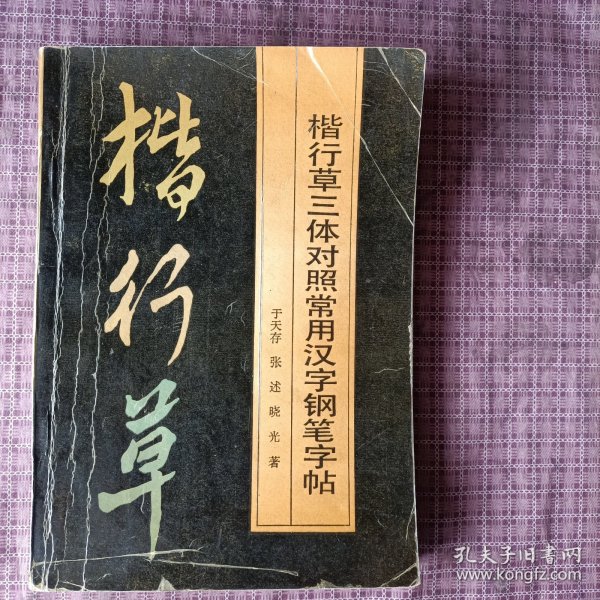 楷行草
楷行草三体对照常用汉字钢笔字帖
于天存 张述 晓光 著
孔夫子旧书网
www.kongfz.com